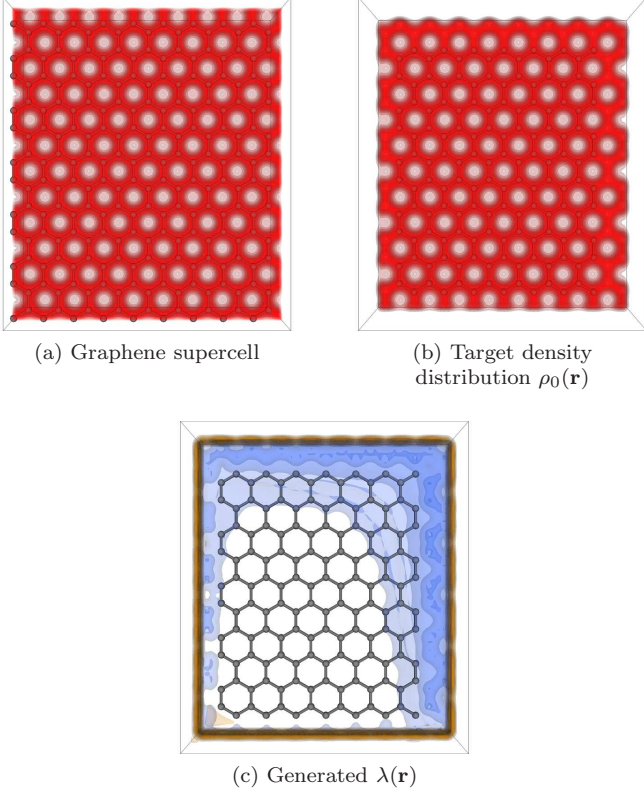 (a) Graphene supercell
(b) Target density
distribution ρ₀(𝐫)
(c) Generated λ(𝐫)